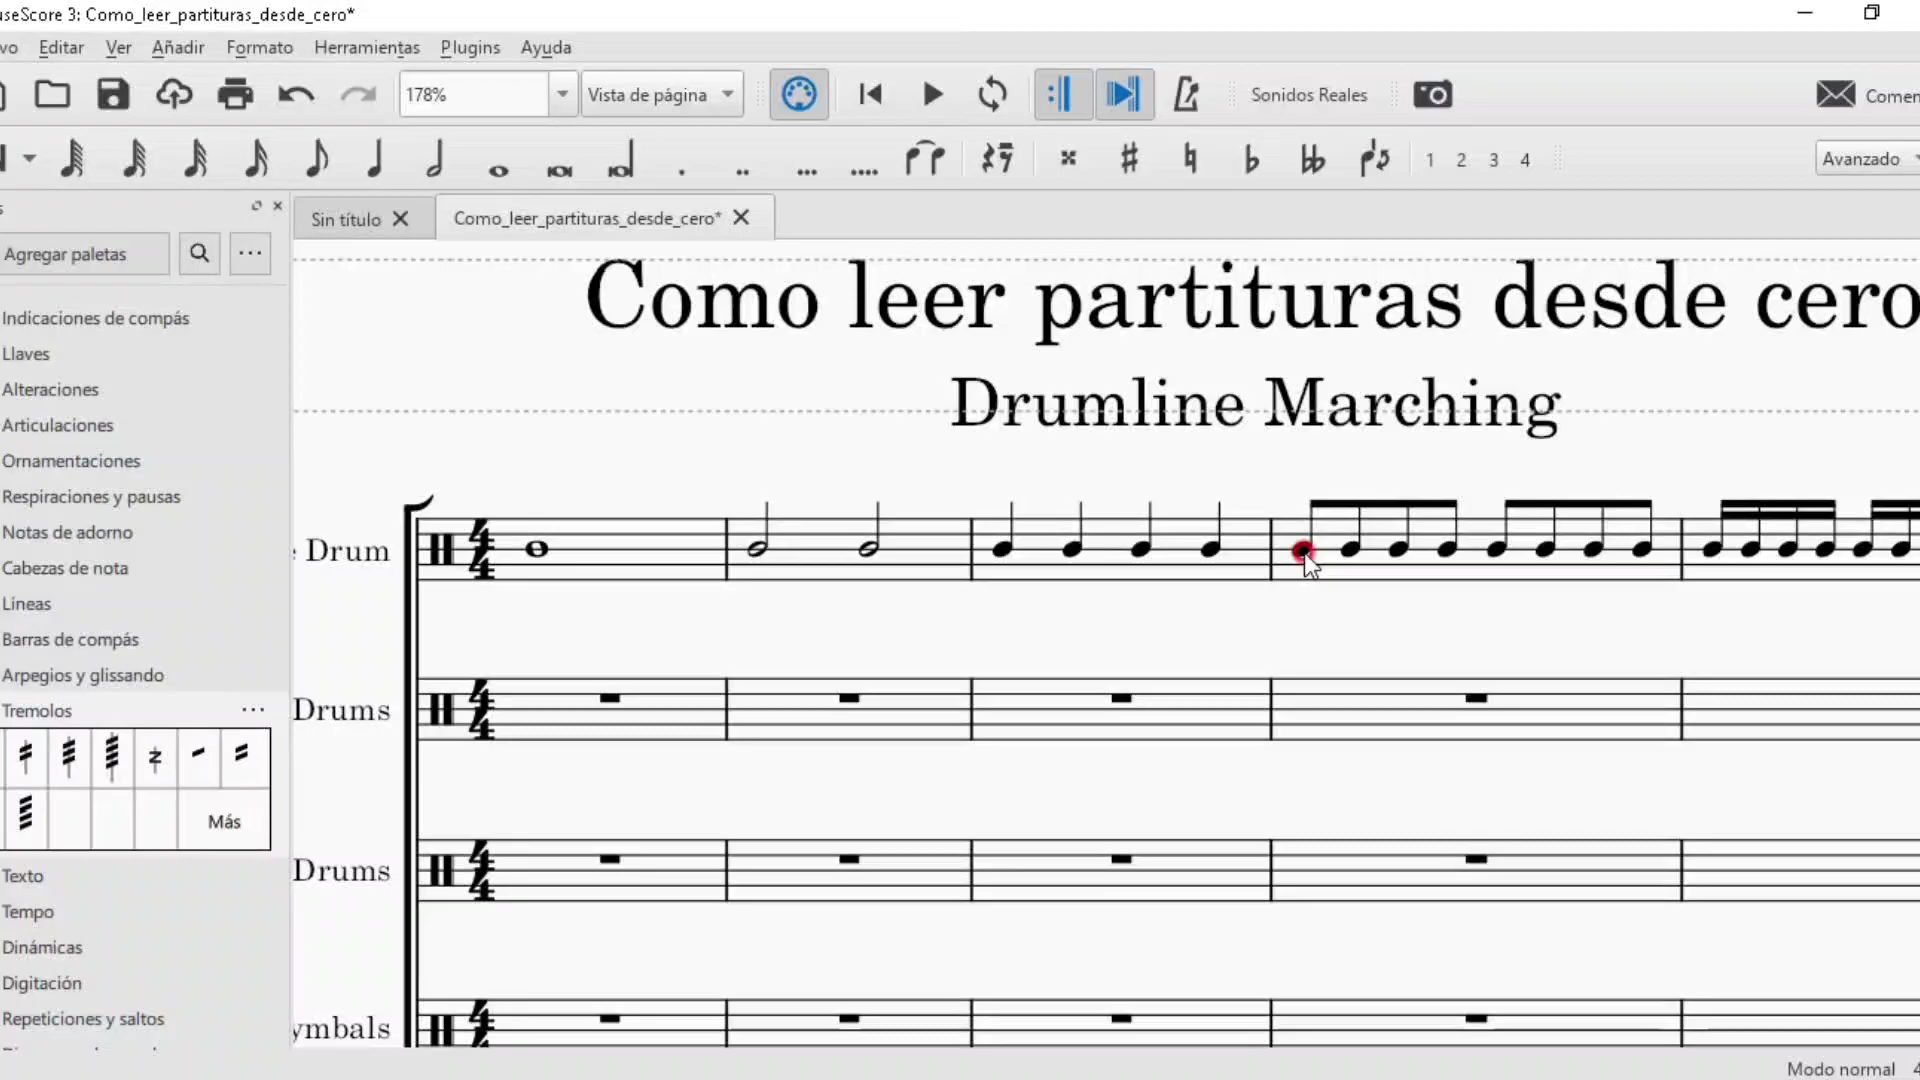 useScore 3: Como_leer_partituras_desde_cero*
vo Editar Ver Añadir Formato Herramientas Plugins Ayuda
178% Vista de página Sonidos Reales Comen
1 2 3 4 Avanzado
s
Sin título Como_leer_partituras_desde_cero*
Agregar paletas
Indicaciones de compás
Llaves
Alteraciones
Articulaciones
Ornamentaciones
Respiraciones y pausas
Notas de adorno
Cabezas de nota
Líneas
Barras de compás
Arpegios y glissando
Tremolos
Más
Texto
Tempo
Dinámicas
Digitación
Repeticiones y saltos
Como leer partituras desde cero
Drumline Marching
Drum
Drums
Drums
ymbals
Modo normal 4